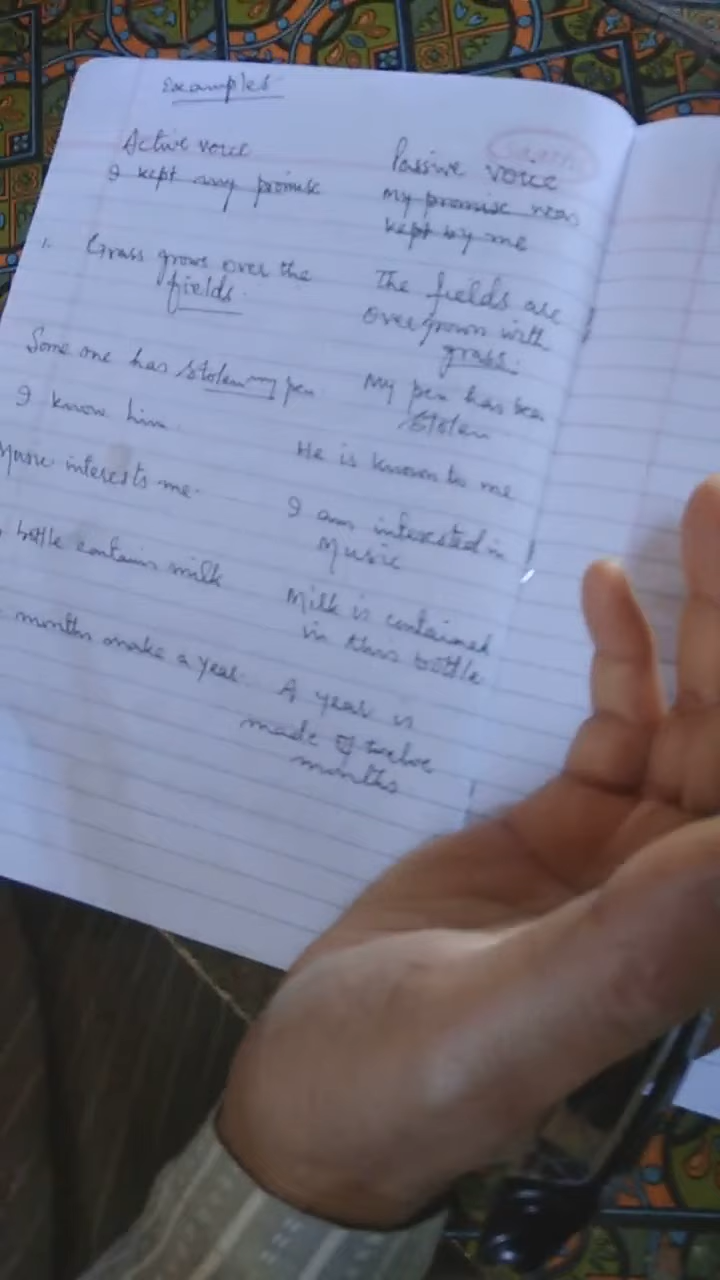 Examples
Active voice
Passive voice
I kept my promise
My promise was
kept by me
1. Grass grows over the
fields.
The fields are
overgrown with
grass.
Some one has stolen my pen
My pen has been
stolen
I know him.
He is known to me
Music interests me.
I am interested in
Music
bottle contains milk
Milk is contained
in this bottle
months make a year.
A year is
made of twelve
months